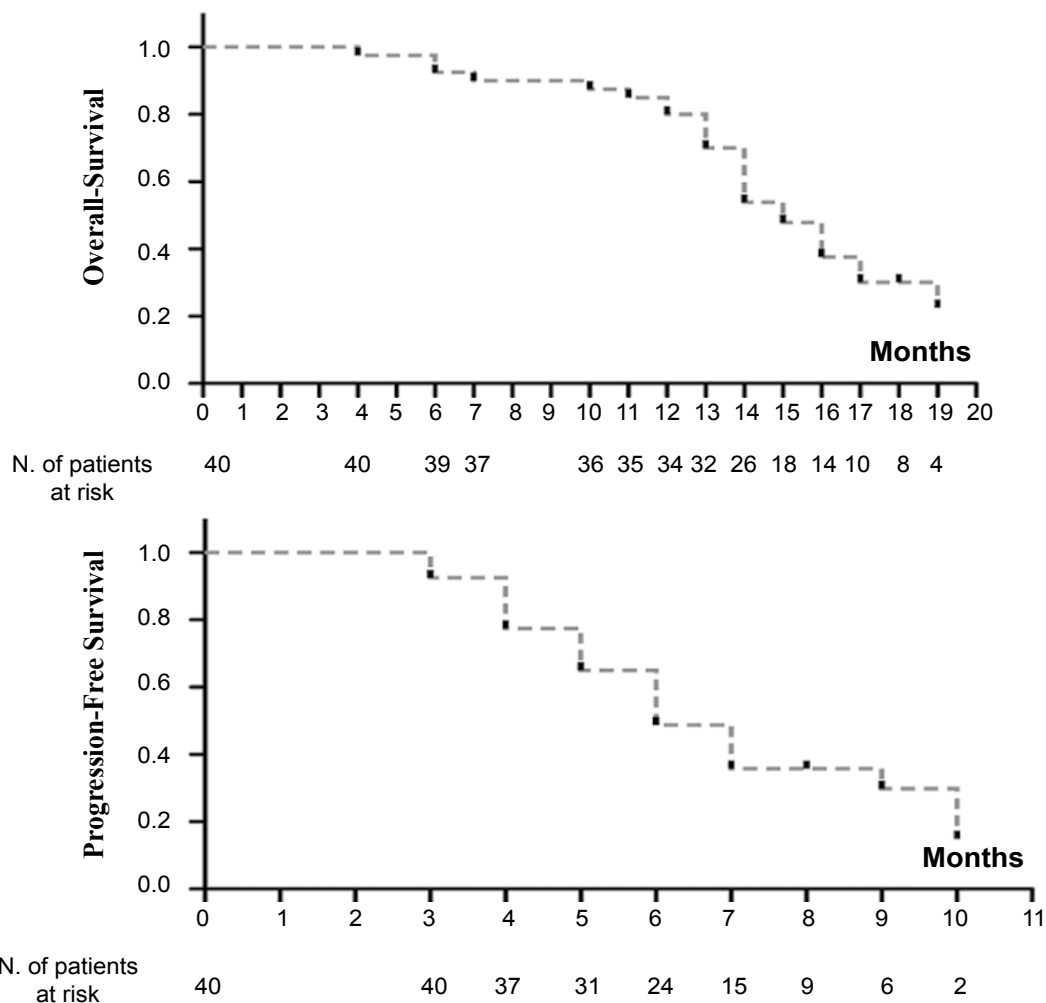 Overall-Survival
1.0
0.8
0.6
0.4
0.2
0.0
Months
0 1 2 3 4 5 6 7 8 9 10 11 12 13 14 15 16 17 18 19 20
N. of patients
at risk
40 40 39 37 36 35 34 32 26 18 14 10 8 4
Progression-Free Survival
1.0
0.8
0.6
0.4
0.2
0.0
Months
0 1 2 3 4 5 6 7 8 9 10 11
N. of patients
at risk
40 40 37 31 24 15 9 6 2